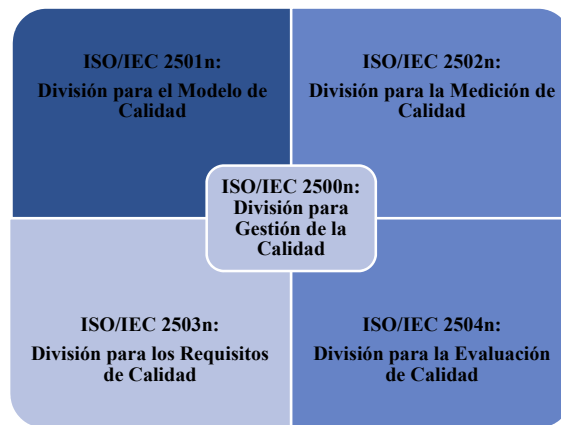 ISO/IEC 2501n:
División para el Modelo de
Calidad
ISO/IEC 2502n:
División para la Medición de
Calidad
ISO/IEC 2500n:
División para
Gestión de la
Calidad
ISO/IEC 2503n:
División para los Requisitos
de Calidad
ISO/IEC 2504n:
División para la Evaluación
de Calidad